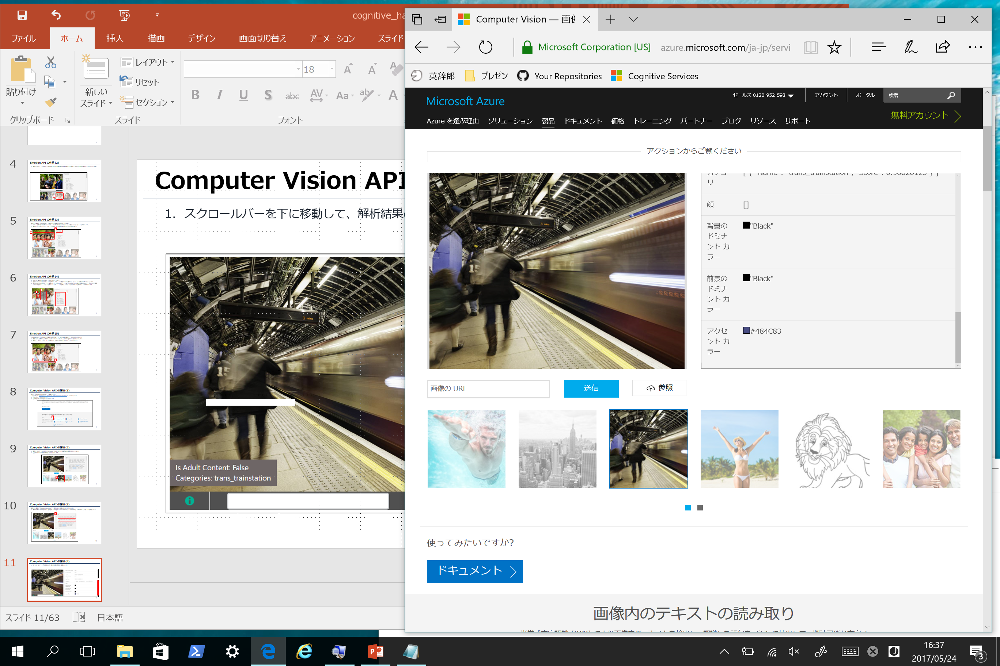 cognitive_ha
ファイル
ホーム
挿入
描画
デザイン
画面切り替え
アニメーション
スライド
貼り付け
新しい
スライド
レイアウト
リセット
セクション
18
B I U S abc AV Aa A
クリップボード
スライド
フォント
4
Emotion API の体験 (2)
5
Emotion API の体験 (3)
6
Emotion API の体験 (4)
7
Emotion API の体験 (5)
8
Computer Vision API の体験 (1)
9
Computer Vision API の体験 (2)
10
Computer Vision API の体験 (3)
11
Computer Vision API の体験 (4)
Computer Vision API
1. スクロールバーを下に移動して、解析結果
15
3 mins
Is Adult Content: False
Categories: trans_trainstation
スライド 11/63
日本語
Computer Vision — 画像
Microsoft Corporation [US]
azure.microsoft.com/ja-jp/servi
英辞郎
プレゼン
Your Repositories
Cognitive Services
Microsoft Azure
セールス 0120-952-593
アカウント
ポータル
検索
Azure を選ぶ理由
ソリューション
製品
ドキュメント
価格
トレーニング
パートナー
ブログ
リソース
サポート
無料アカウント
アクションからご覧ください
15
3 mins
カテゴ
リ
[ { "Name": "trans_trainstation", "Score": 0.98828125 } ]
顔
[]
背景の
ドミナ
ント カ
ラー
"Black"
前景の
ドミナ
ント カ
ラー
"Black"
アクセ
ント カ
ラー
#484C83
画像の URL
送信
参照
使ってみたいですか?
ドキュメント
画像内のテキストの読み取り
16:37
2017/05/24
3